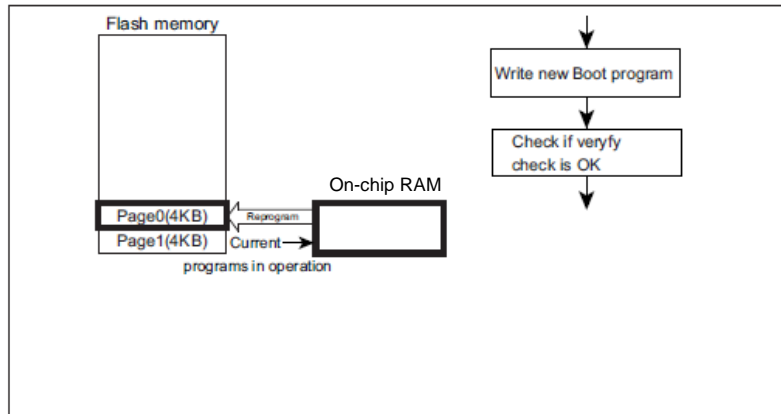 Flash memory
Write new Boot program
Check if veryfy
check is OK
On-chip RAM
Page0(4KB)
Reprogram
Page1(4KB)
Current
programs in operation